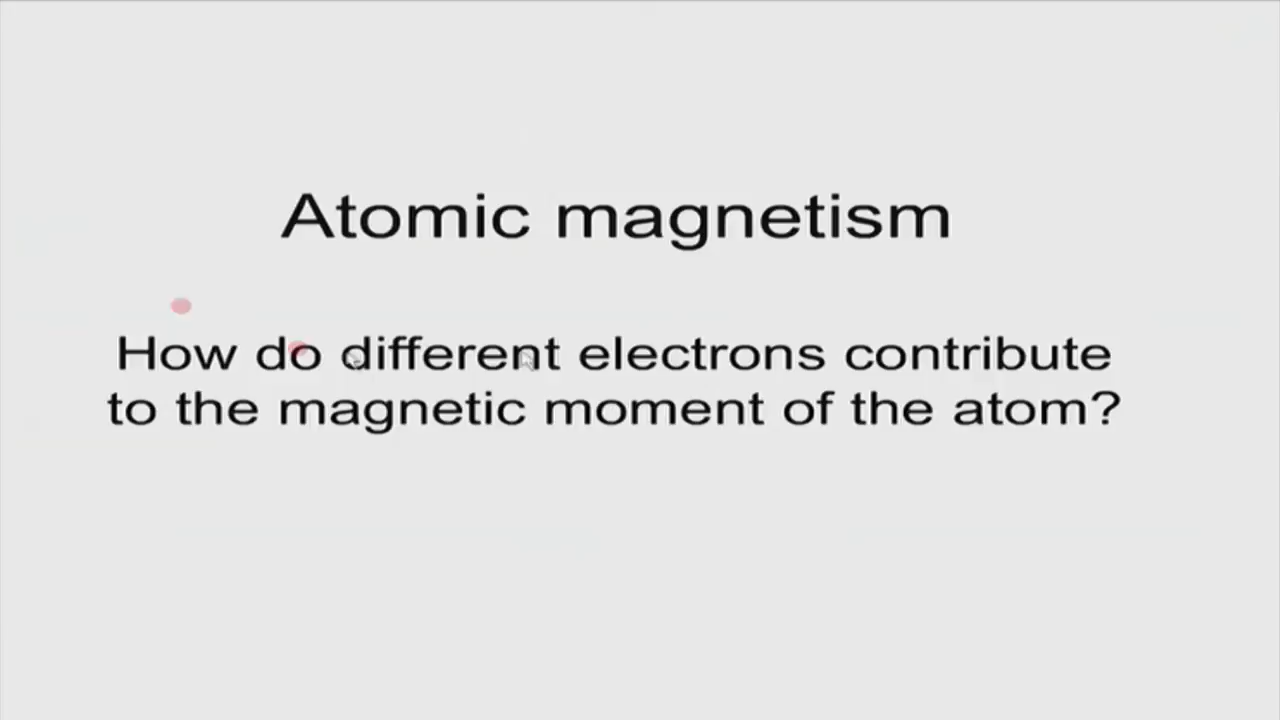 Atomic magnetism
How do different electrons contribute
to the magnetic moment of the atom?